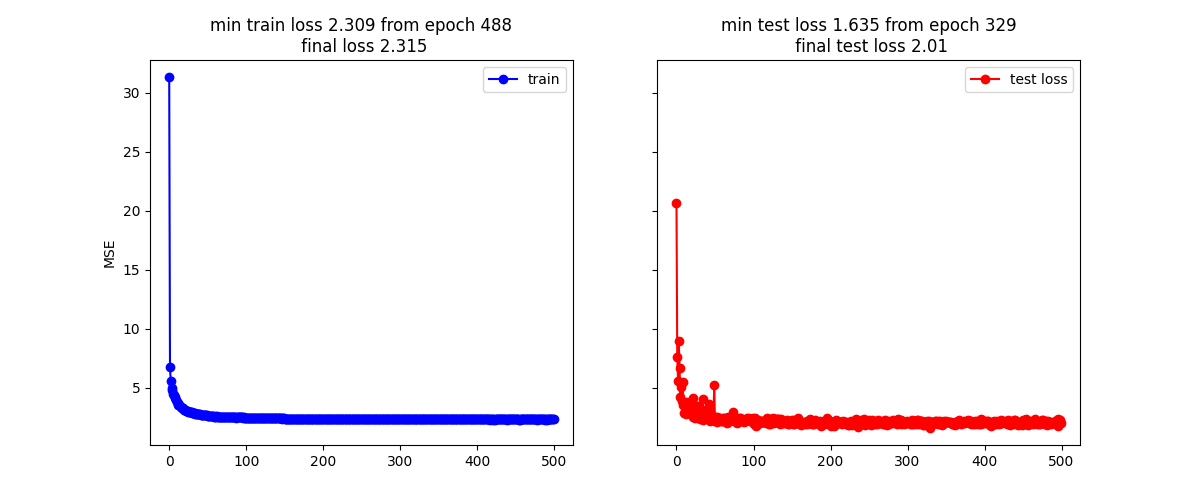 min train loss 2.309 from epoch 488
final loss 2.315
train
30
25
20
15
10
5
MSE
0 100 200 300 400 500
min test loss 1.635 from epoch 329
final test loss 2.01
test loss
0 100 200 300 400 500